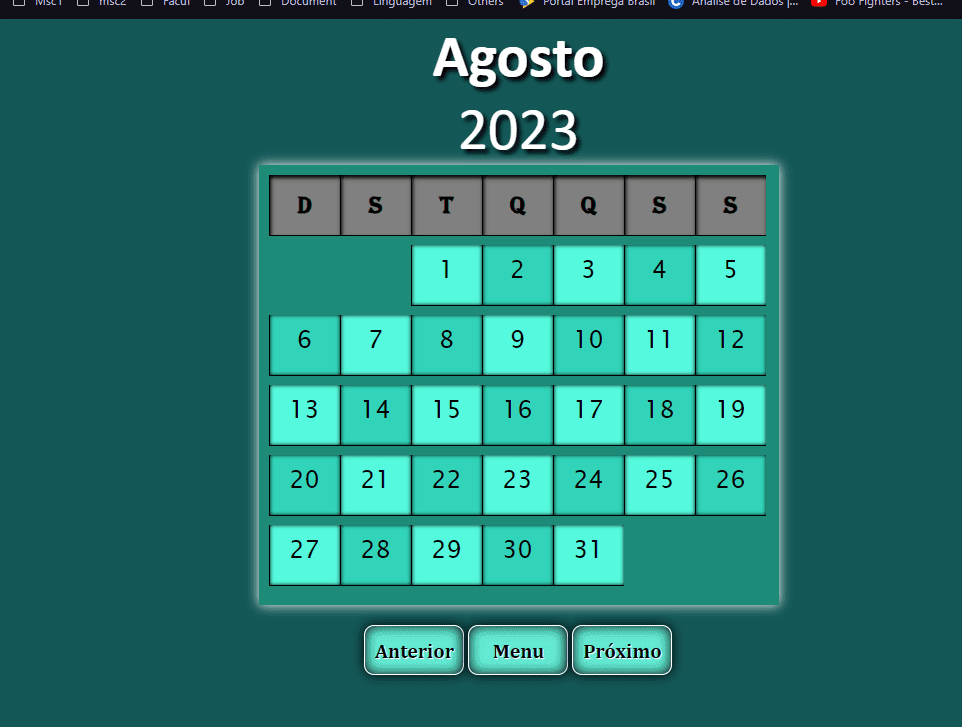 Msc1 msc2 Facul Job Document Linguagem Others Portal Emprega Brasil Análise de Dados |... Foo Fighters - Best...
Agosto
2023
D S T Q Q S S
1 2 3 4 5
6 7 8 9 10 11 12
13 14 15 16 17 18 19
20 21 22 23 24 25 26
27 28 29 30 31
Anterior Menu Próximo